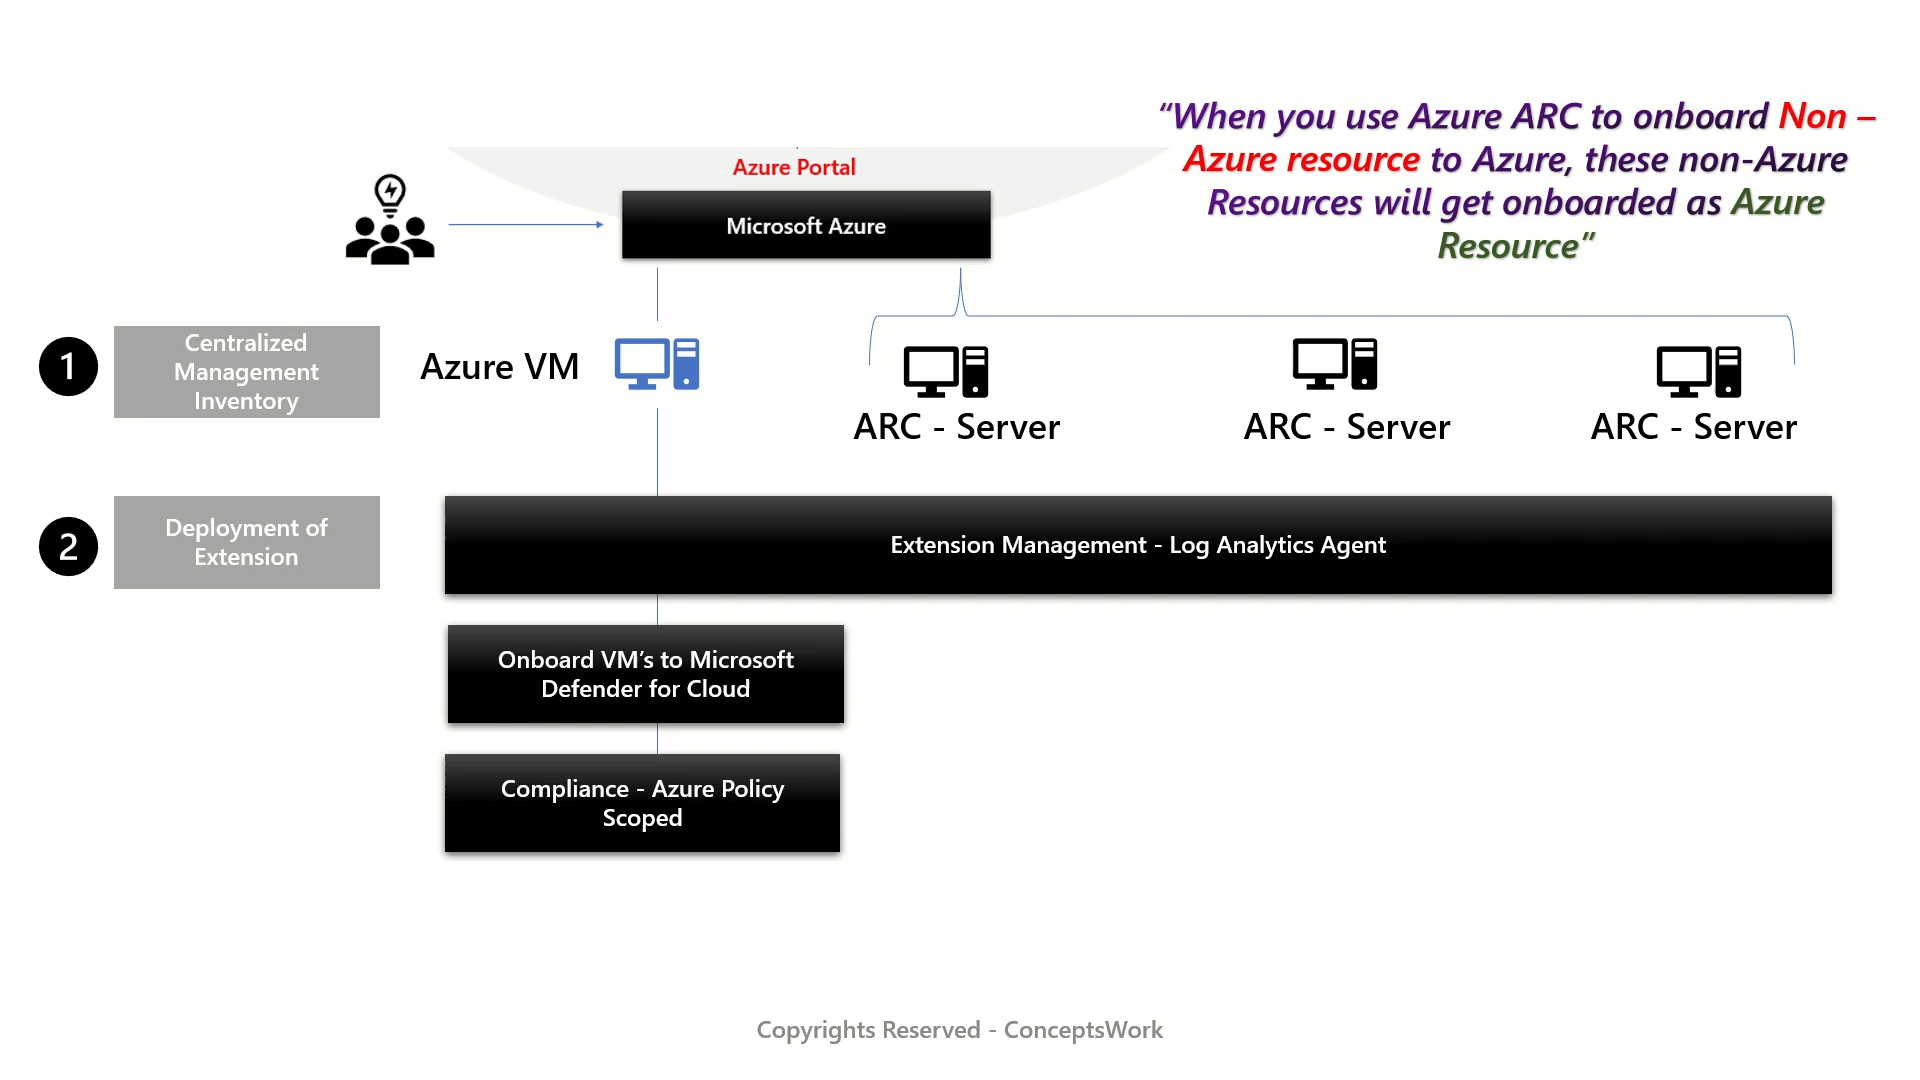 “When you use Azure ARC to onboard Non –
Azure resource to Azure, these non-Azure
Resources will get onboarded as Azure
Resource”
Azure Portal
Microsoft Azure
1
Centralized
Management
Inventory
Azure VM
ARC - Server
ARC - Server
ARC - Server
2
Deployment of
Extension
Extension Management - Log Analytics Agent
Onboard VM’s to Microsoft
Defender for Cloud
Compliance - Azure Policy
Scoped
Copyrights Reserved - ConceptsWork